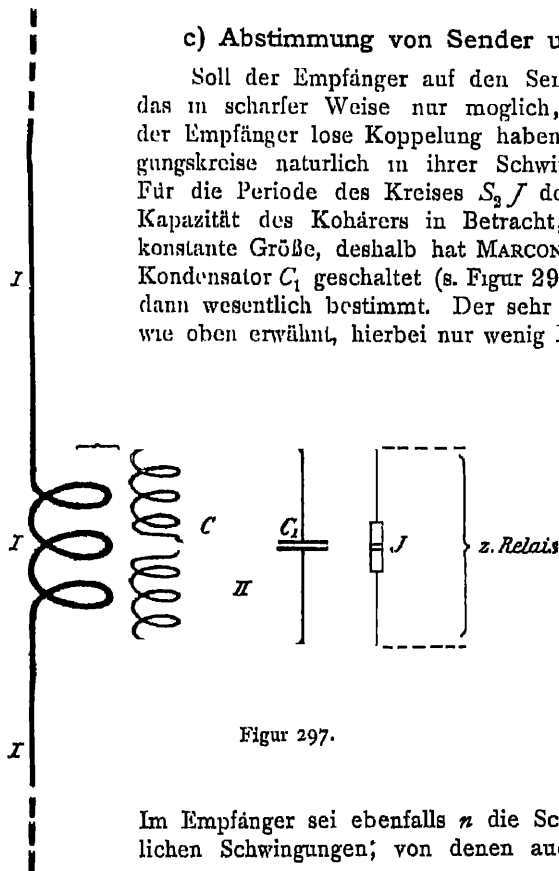 c) Abstimmung von Sender u
Soll der Empfänger auf den Sen
das in scharfer Weise nur moglich,
der Empfänger lose Koppelung haben
gungskreise naturlich in ihrer Schwi
Für die Periode des Kreises S₂ J de
Kapazität des Kohärers in Betracht,
konstante Größe, deshalb hat MARCON
Kondensator C₁ geschaltet (s. Figur 29
dann wesentlich bestimmt. Der sehr
wie oben erwähnt, hierbei nur wenig
I
I
C
II
C₁
J
z. Relais
I
Figur 297.
Im Empfänger sei ebenfalls n die Sc
lichen Schwingungen; von denen au